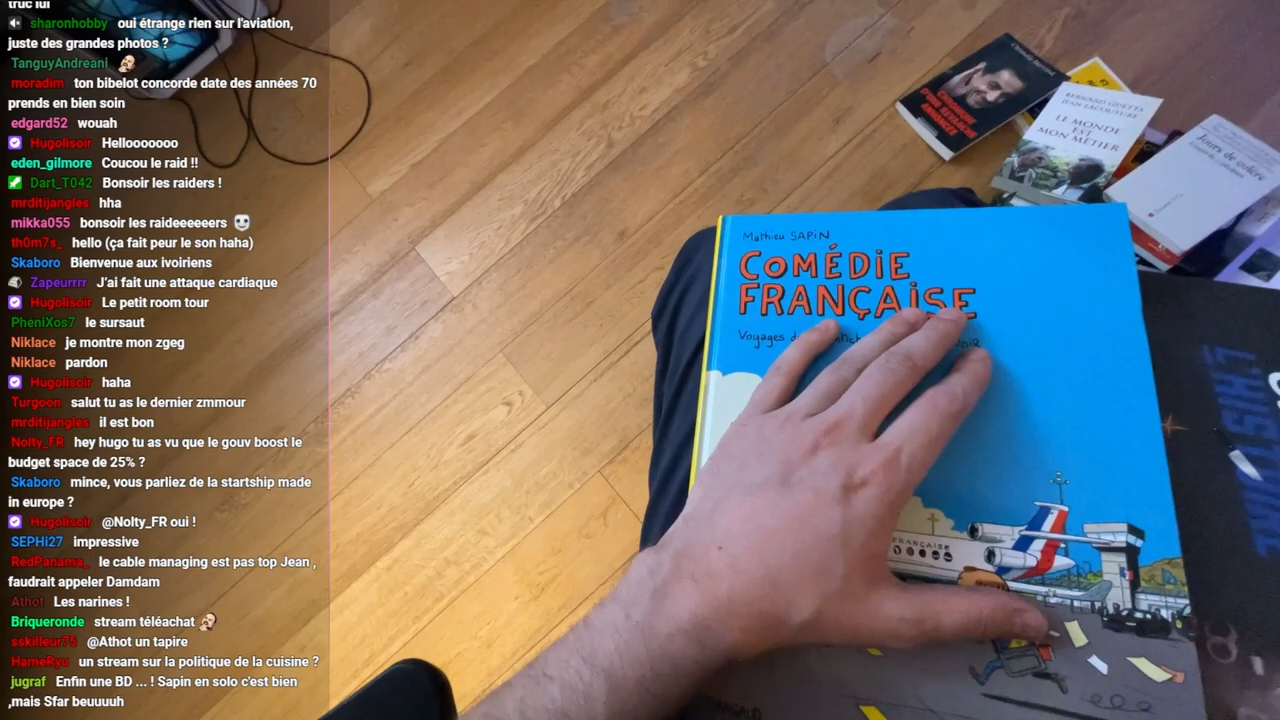 truc lui
sharonhobby oui étrange rien sur l'aviation,
juste des grandes photos ?
TanguyAndreani
moradim ton bibelot concorde date des années 70
prends en bien soin
edgard52 wouah
Hugolisoir Hellooooooo
eden_gilmore Coucou le raid !!
Dart_T042 Bonsoir les raiders !
mrditijangles hha
mikka055 bonsoir les raideeeeeers
th0m7s_ hello (ça fait peur le son haha)
Skaboro Bienvenue aux ivoiriens
Zapeurrrr J'ai fait une attaque cardiaque
Hugolisoir Le petit room tour
PheniXos7 le sursaut
Niklace je montre mon zgeg
Niklace pardon
Hugolisoir haha
Turgoon salut tu as le dernier zmmour
mrditijangles il est bon
Nolty_FR hey hugo tu as vu que le gouv boost le
budget space de 25% ?
Skaboro mince, vous parliez de la startship made
in europe ?
Hugolisoir @Nolty_FR oui !
SEPHi27 impressive
RedPanama_ le cable managing est pas top Jean ,
faudrait appeler Damdam
Athot Les narines !
Briqueronde stream téléachat
sskilleur75 @Athot un tapire
HameRyu un stream sur la politique de la cuisine ?
jugraf Enfin une BD ... ! Sapin en solo c'est bien
,mais Sfar beuuuuh
CHRONIQUE
D'UNE REVANCHE
ANNONCÉE
BERNARD GUETTA
JEAN LACOUTURE
LE MONDE
EST
MON MÉTIER
Jours de colère
Mathieu SAPiN
COMÉDiE
FRANÇAiSE
Voyages
FRANÇAISE